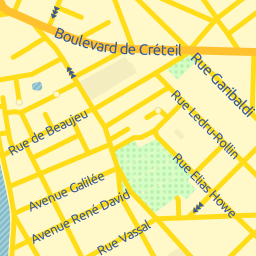 Boulevard de Créteil
Rue Garibaldi
Rue Ledru-Rollin
Rue de Beaujeu
Rue Elias Howe
Avenue Galilée
Avenue René David
Rue Vassal